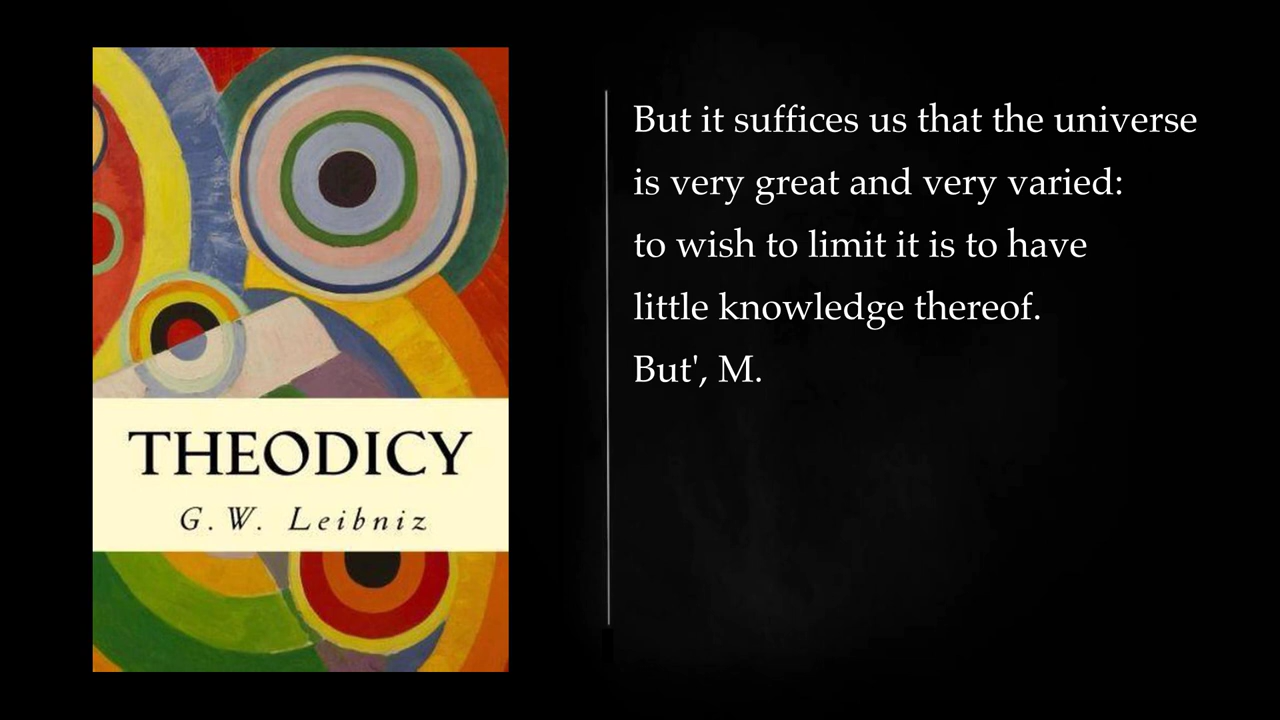 THEODICY
G.W. Leibniz
But it suffices us that the universe
is very great and very varied:
to wish to limit it is to have
little knowledge thereof.
But', M.